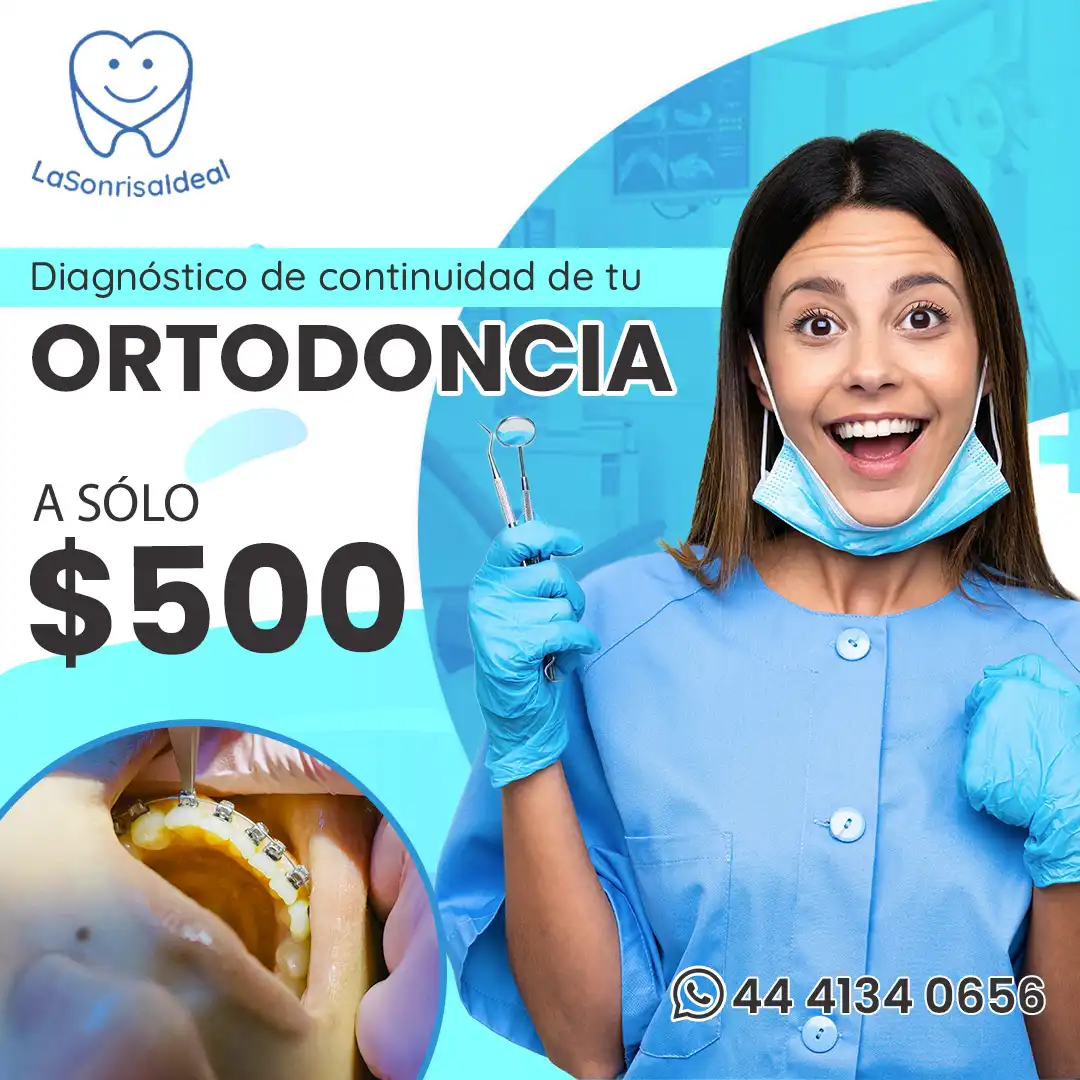 LaSonrisaIdeal
Diagnóstico de continuidad de tu
ORTODONCIA
A SÓLO
$500
44 4134 0656